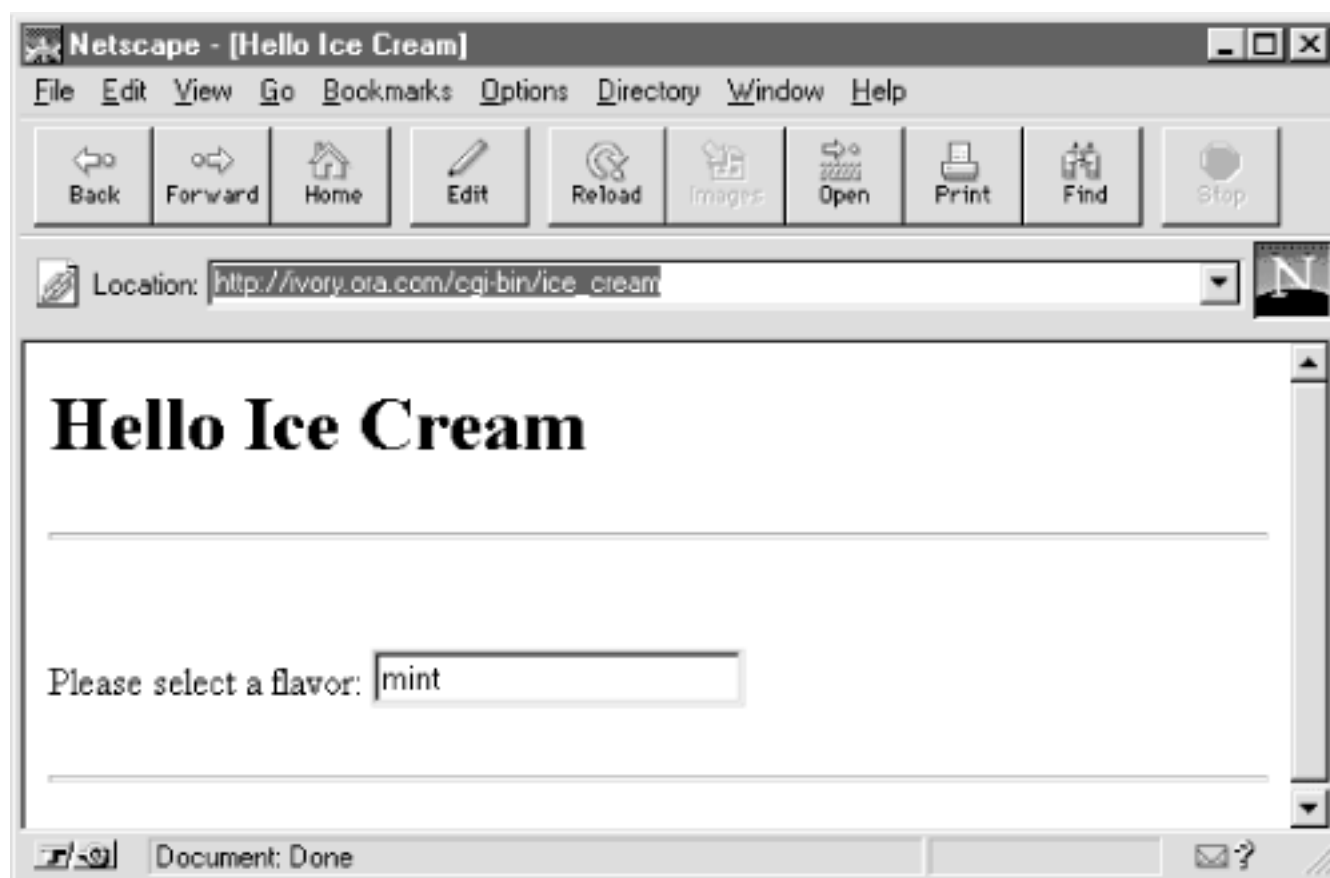 Netscape - [Hello Ice Cream]
File Edit View Go Bookmarks Options Directory Window Help
Back Forward Home Edit Reload Images Open Print Find Stop
Location: http://ivory.ora.com/cgi-bin/ice_cream
N
Hello Ice Cream
Please select a flavor: mint
Document: Done